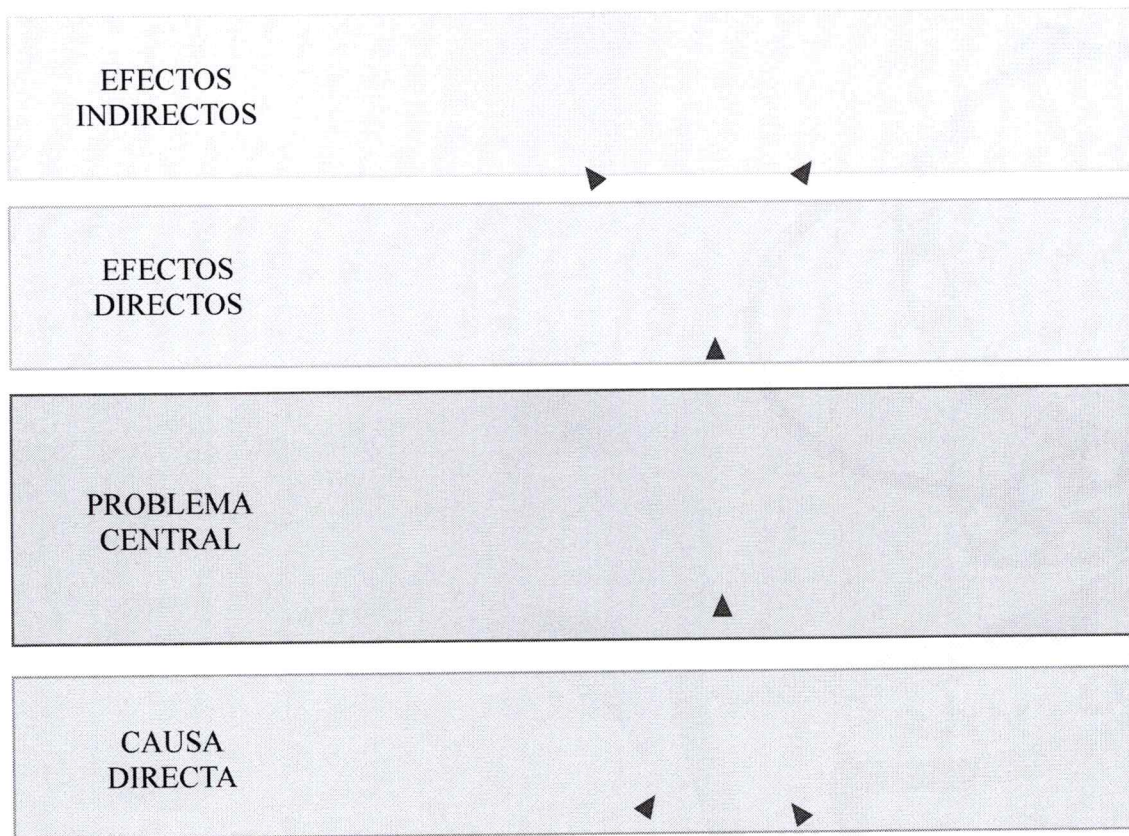 EFECTOS
INDIRECTOS
EFECTOS
DIRECTOS
PROBLEMA
CENTRAL
CAUSA
DIRECTA